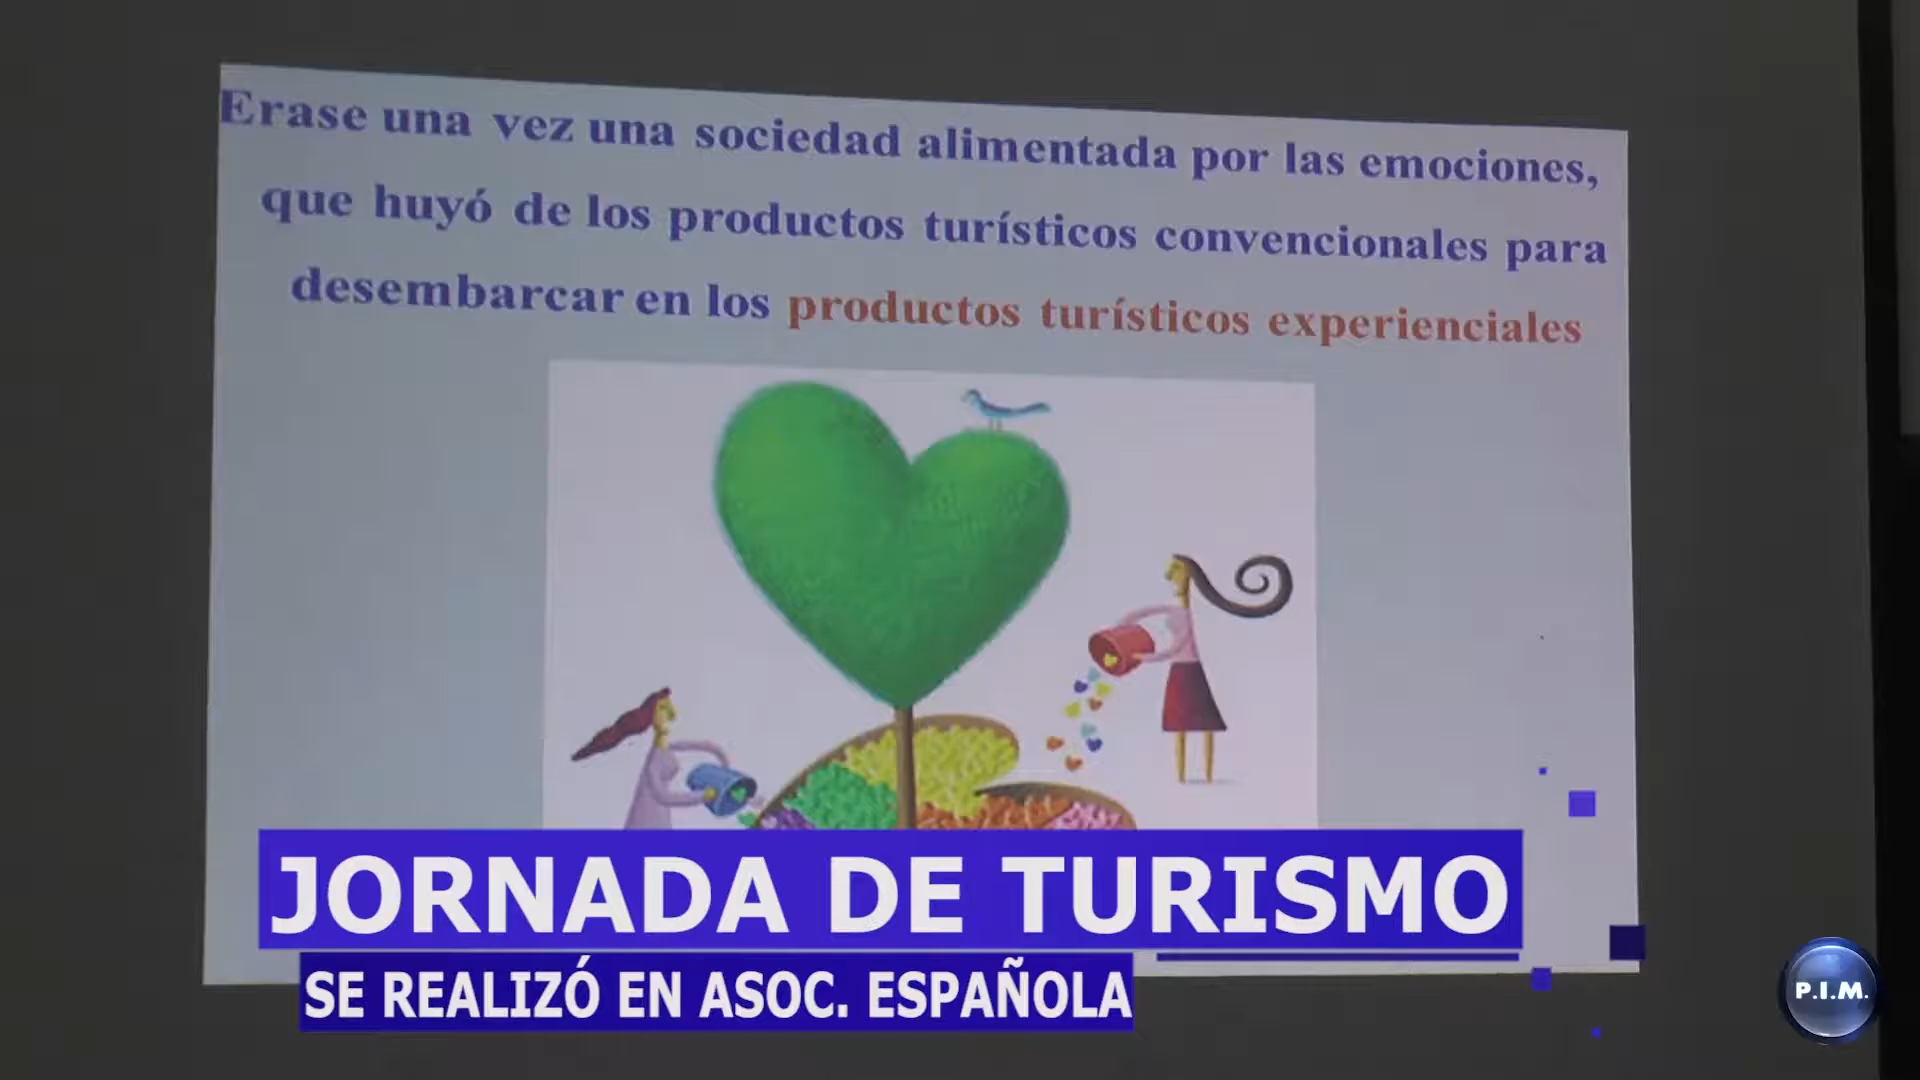 Erase una vez una sociedad alimentada por las emociones,
que huyó de los productos turísticos convencionales para
desembarcar en los productos turísticos experienciales
JORNADA DE TURISMO
SE REALIZÓ EN ASOC. ESPAÑOLA
P.I.M.